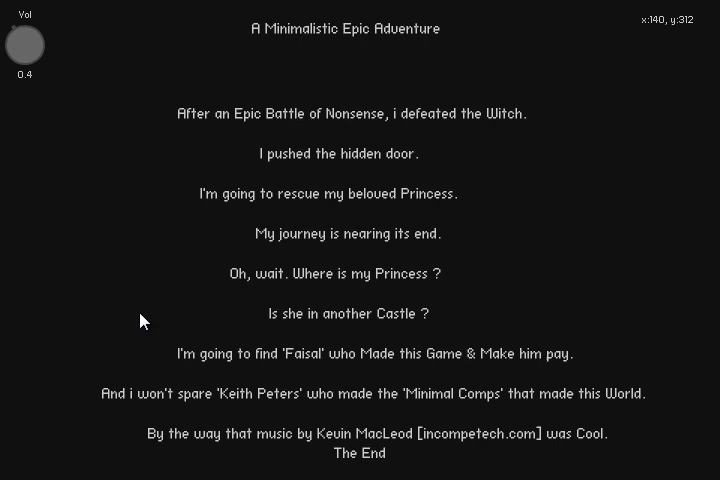 Vol
A Minimalistic Epic Adventure
x:140, y:312
0.4
After an Epic Battle of Nonsense, i defeated the Witch.
I pushed the hidden door.
I'm going to rescue my beloved Princess.
My journey is nearing its end.
Oh, wait. Where is my Princess ?
Is she in another Castle ?
I'm going to find 'Faisal' who Made this Game & Make him pay.
And i won't spare 'Keith Peters' who made the 'Minimal Comps' that made this World.
By the way that music by Kevin MacLeod [incompetech.com] was Cool.
The End